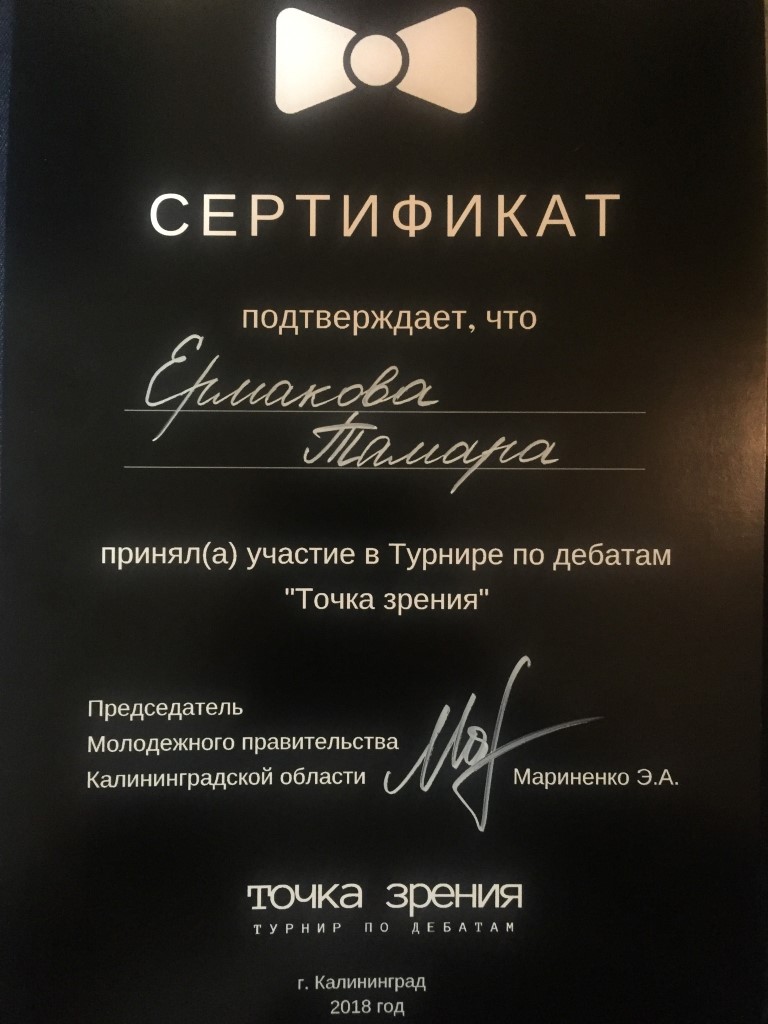 СЕРТИФИКАТ
подтверждает, что
Ермакова
Тамара
принял(а) участие в Турнире по дебатам
"Точка зрения"
Председатель
Молодежного правительства
Калининградской области Мариненко Э.А.
точка зрения
ТУРНИР ПО ДЕБАТАМ
г. Калининград
2018 год